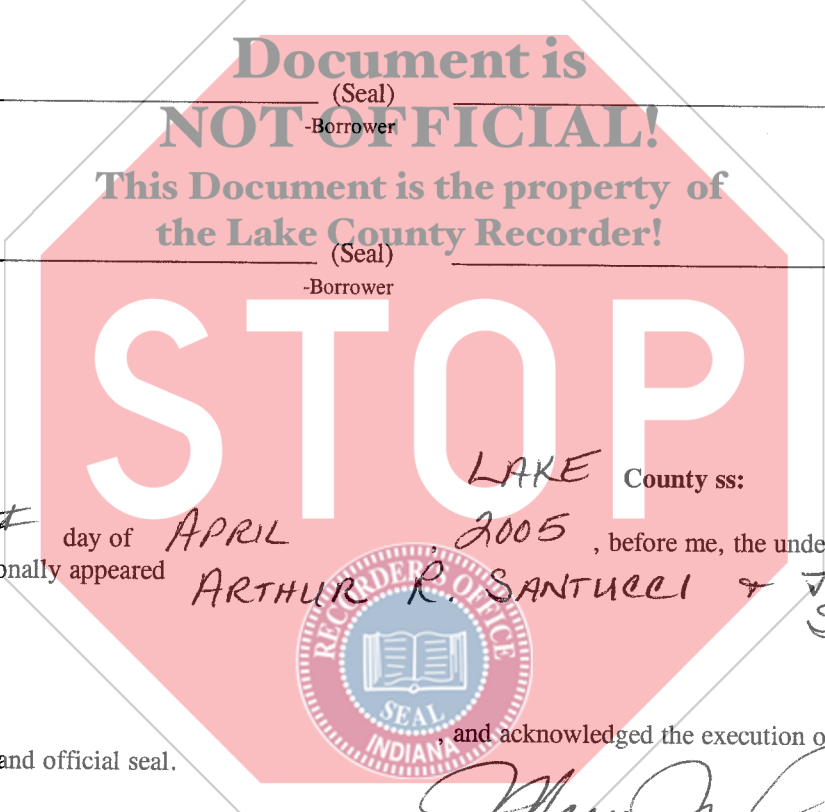 Document is
(Seal)
-Borrower
NOT OFFICIAL!
This Document is the property of
the Lake County Recorder!
(Seal)
-Borrower
STOP
LAKE County ss:
day of APRIL , 2005 , before me, the unde
onally appeared ARTHUR R. SANTUCCI &
RECORDER'S OFFICE
SEAL
INDIANA
, and acknowledged the execution o
and official seal.